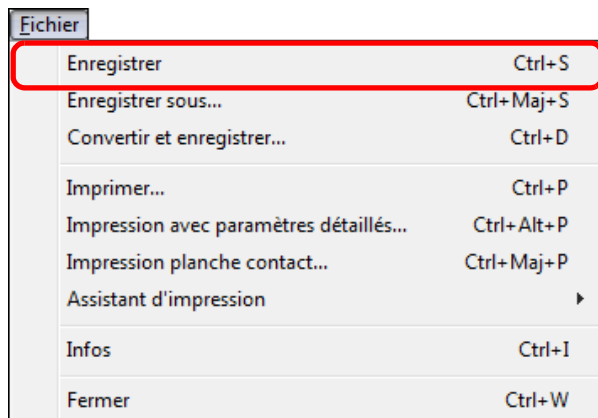 Fichier
Enregistrer Ctrl+S
Enregistrer sous... Ctrl+Maj+S
Convertir et enregistrer... Ctrl+D
Imprimer... Ctrl+P
Impression avec paramètres détaillés... Ctrl+Alt+P
Impression planche contact... Ctrl+Maj+P
Assistant d'impression
Infos Ctrl+I
Fermer Ctrl+W